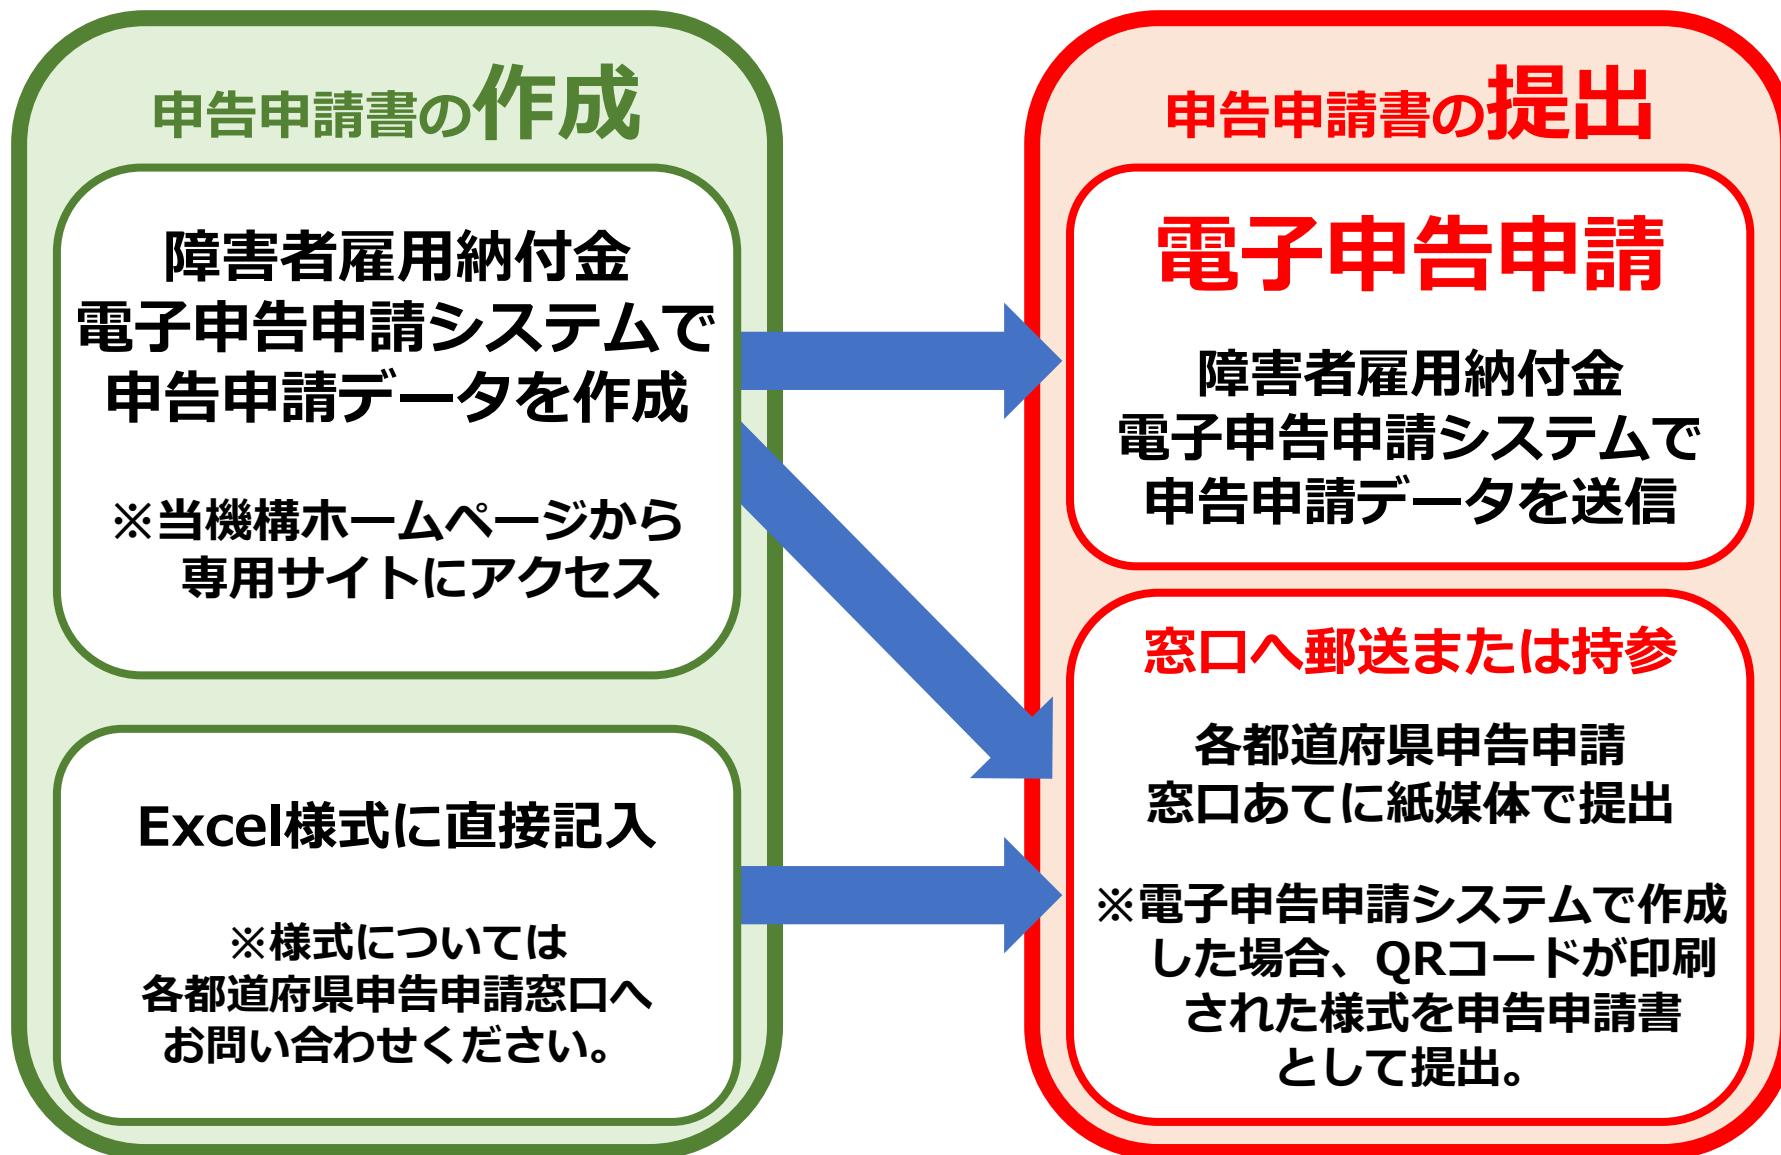 申告申請書の作成
障害者雇用納付金
電子申告申請システムで
申告申請データを作成
※当機構ホームページから
専用サイトにアクセス
Excel様式に直接記入
※様式については
各都道府県申告申請窓口へ
お問い合わせください。
申告申請書の提出
電子申告申請
障害者雇用納付金
電子申告申請システムで
申告申請データを送信
窓口へ郵送または持参
各都道府県申告申請
窓口あてに紙媒体で提出
※電子申告申請システムで作成
した場合、QRコードが印刷
された様式を申告申請書
として提出。